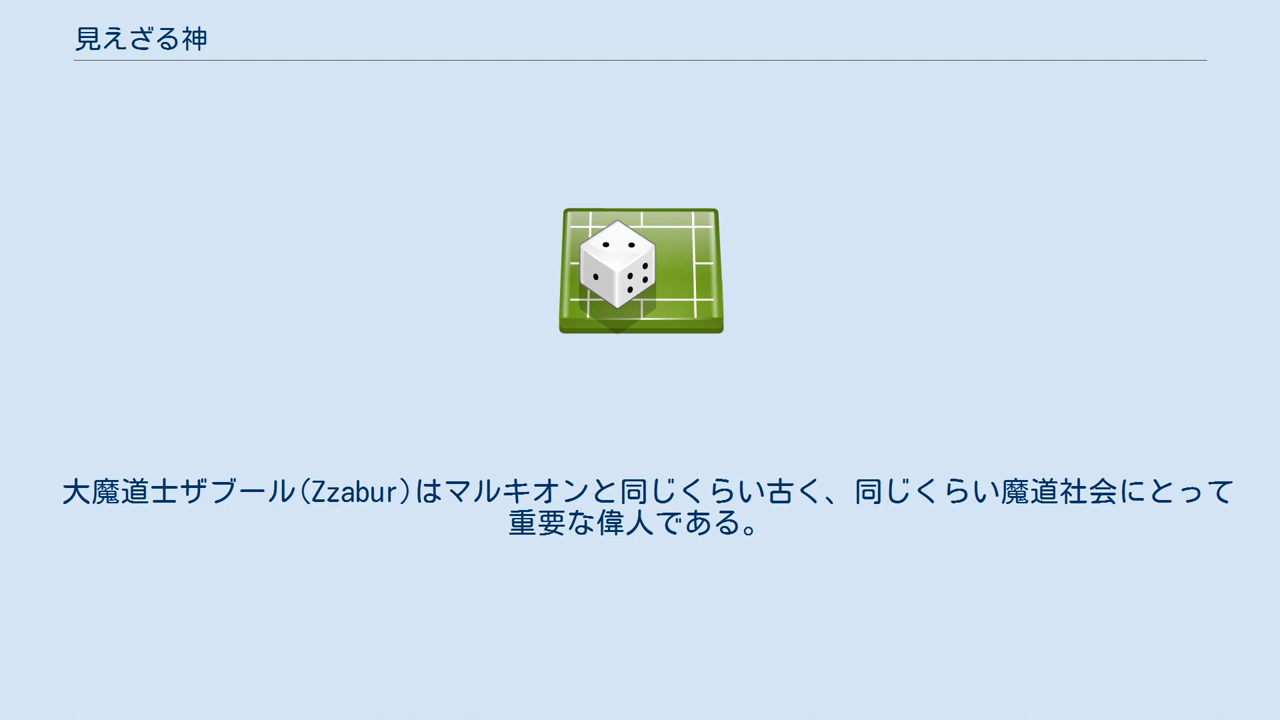 見えざる神
大魔道士ザブール(Zzabur)はマルキオンと同じくらい古く、同じくらい魔道社会にとって
重要な偉人である。